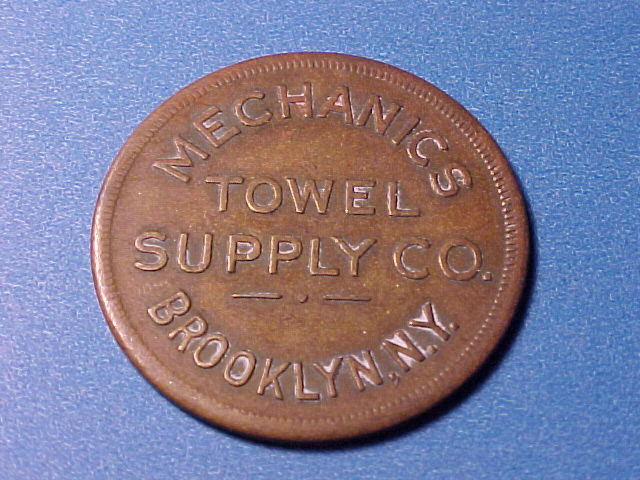 MECHANICS
TOWEL
SUPPLY CO.
BROOKLYN, N.Y.